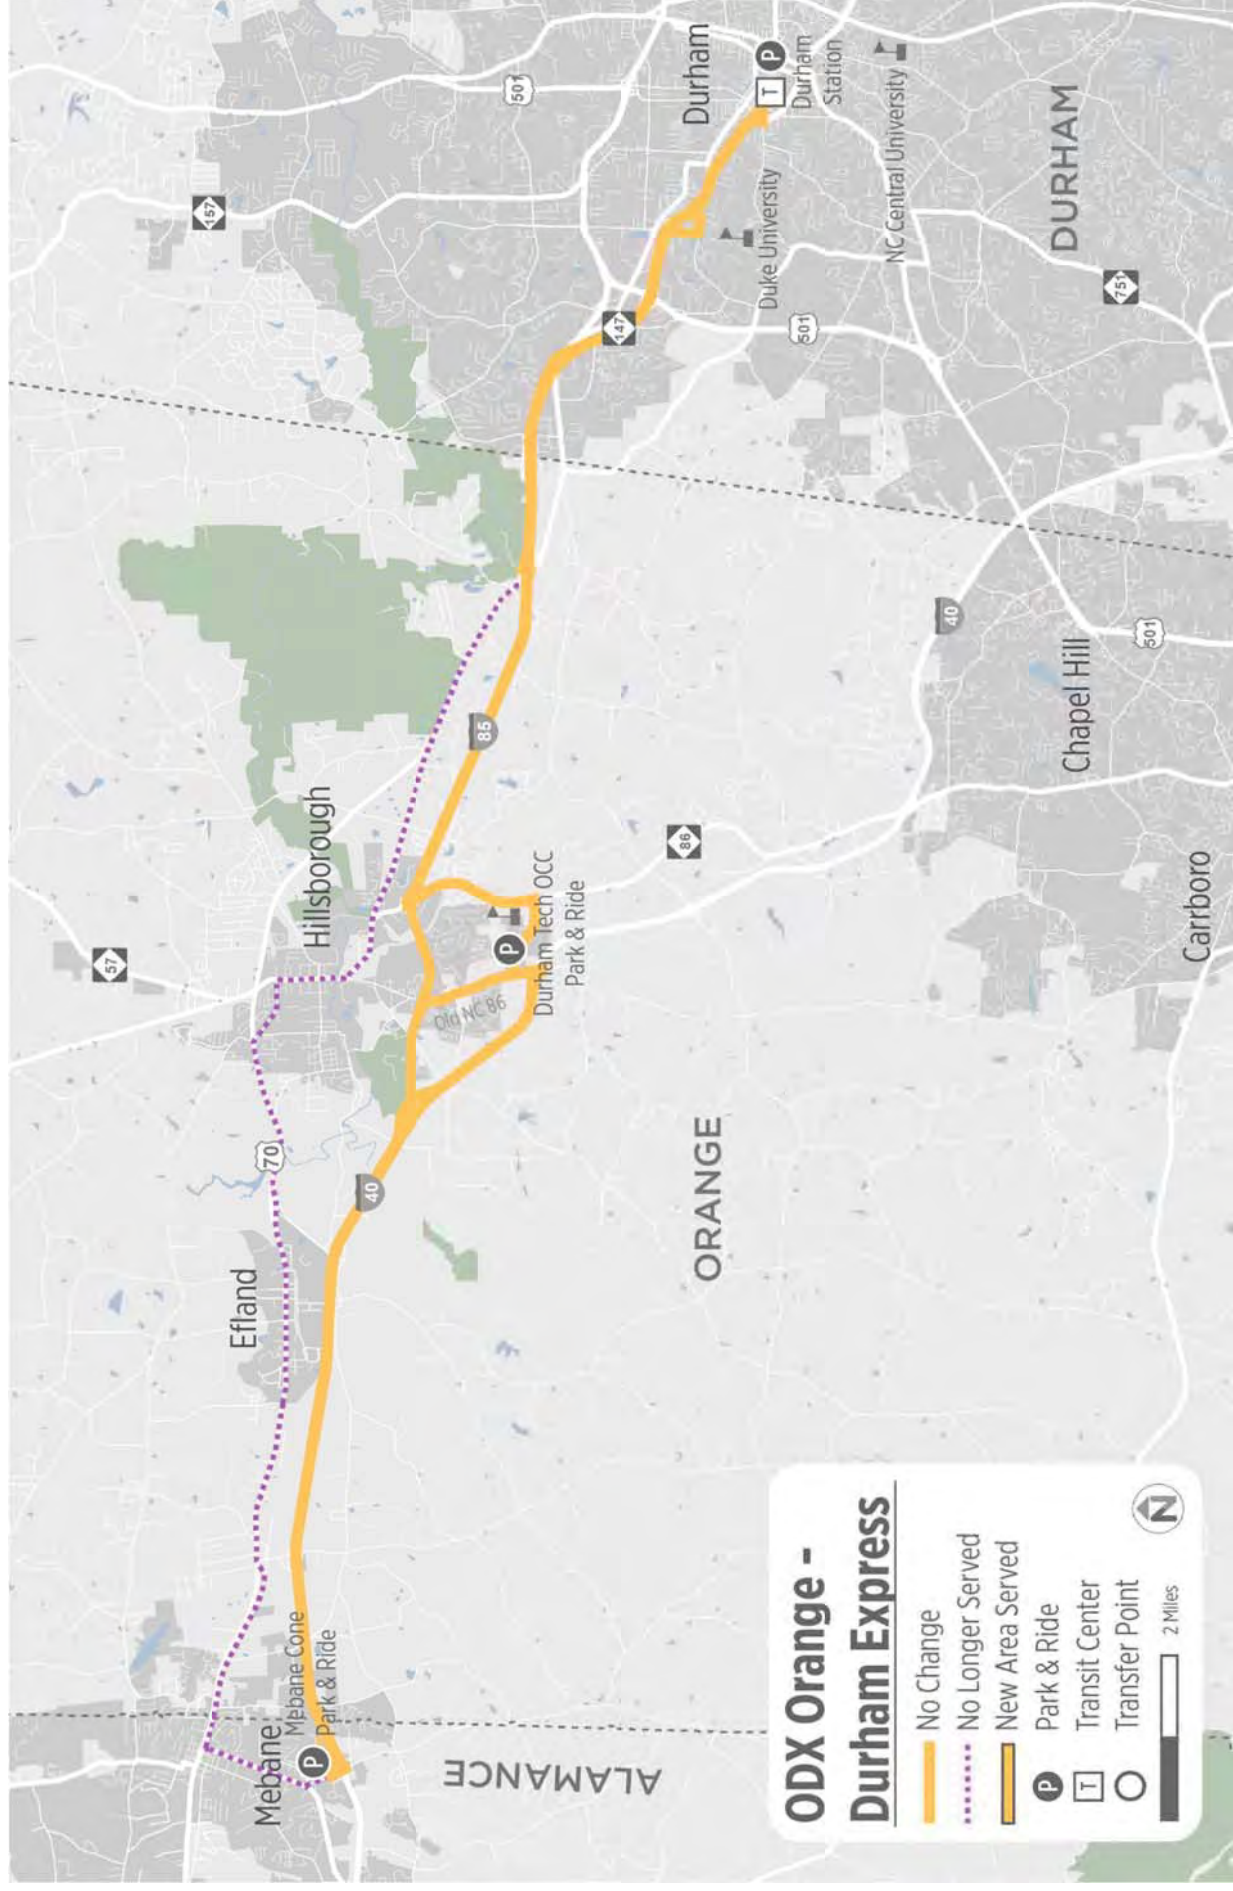 Mebane
Mebane Cone
Park & Ride
Efland
70
40
Hillsborough
57
Old NC 86
Durham Tech OCC
Park & Ride
P
P
85
86
157
501
147
Durham
T
P
Durham
Station
Duke University
NC Central University
501
751
DURHAM
40
501
Chapel Hill
Carrboro
ORANGE
ALAMANCE
ODX Orange -
Durham Express
No Change
No Longer Served
New Area Served
P Park & Ride
T Transit Center
Transfer Point
2 Miles
N